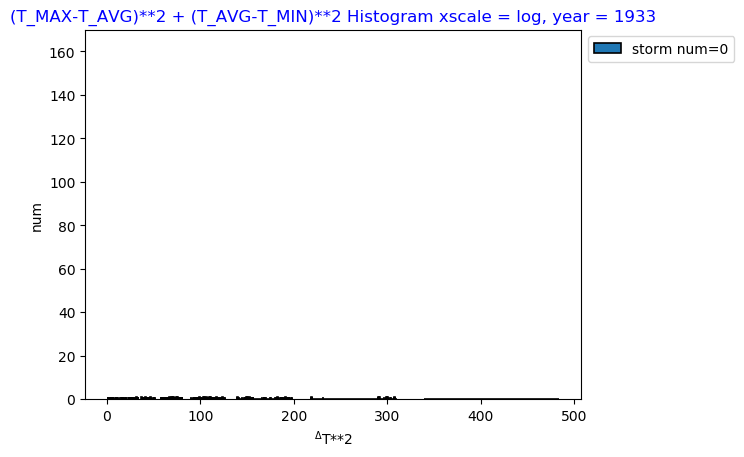 (T_MAX-T_AVG)**2 + (T_AVG-T_MIN)**2 Histogram xscale = log, year = 1933
storm num=0
160
140
120
100
80
60
40
20
0
num
0 100 200 300 400 500
ΔT**2